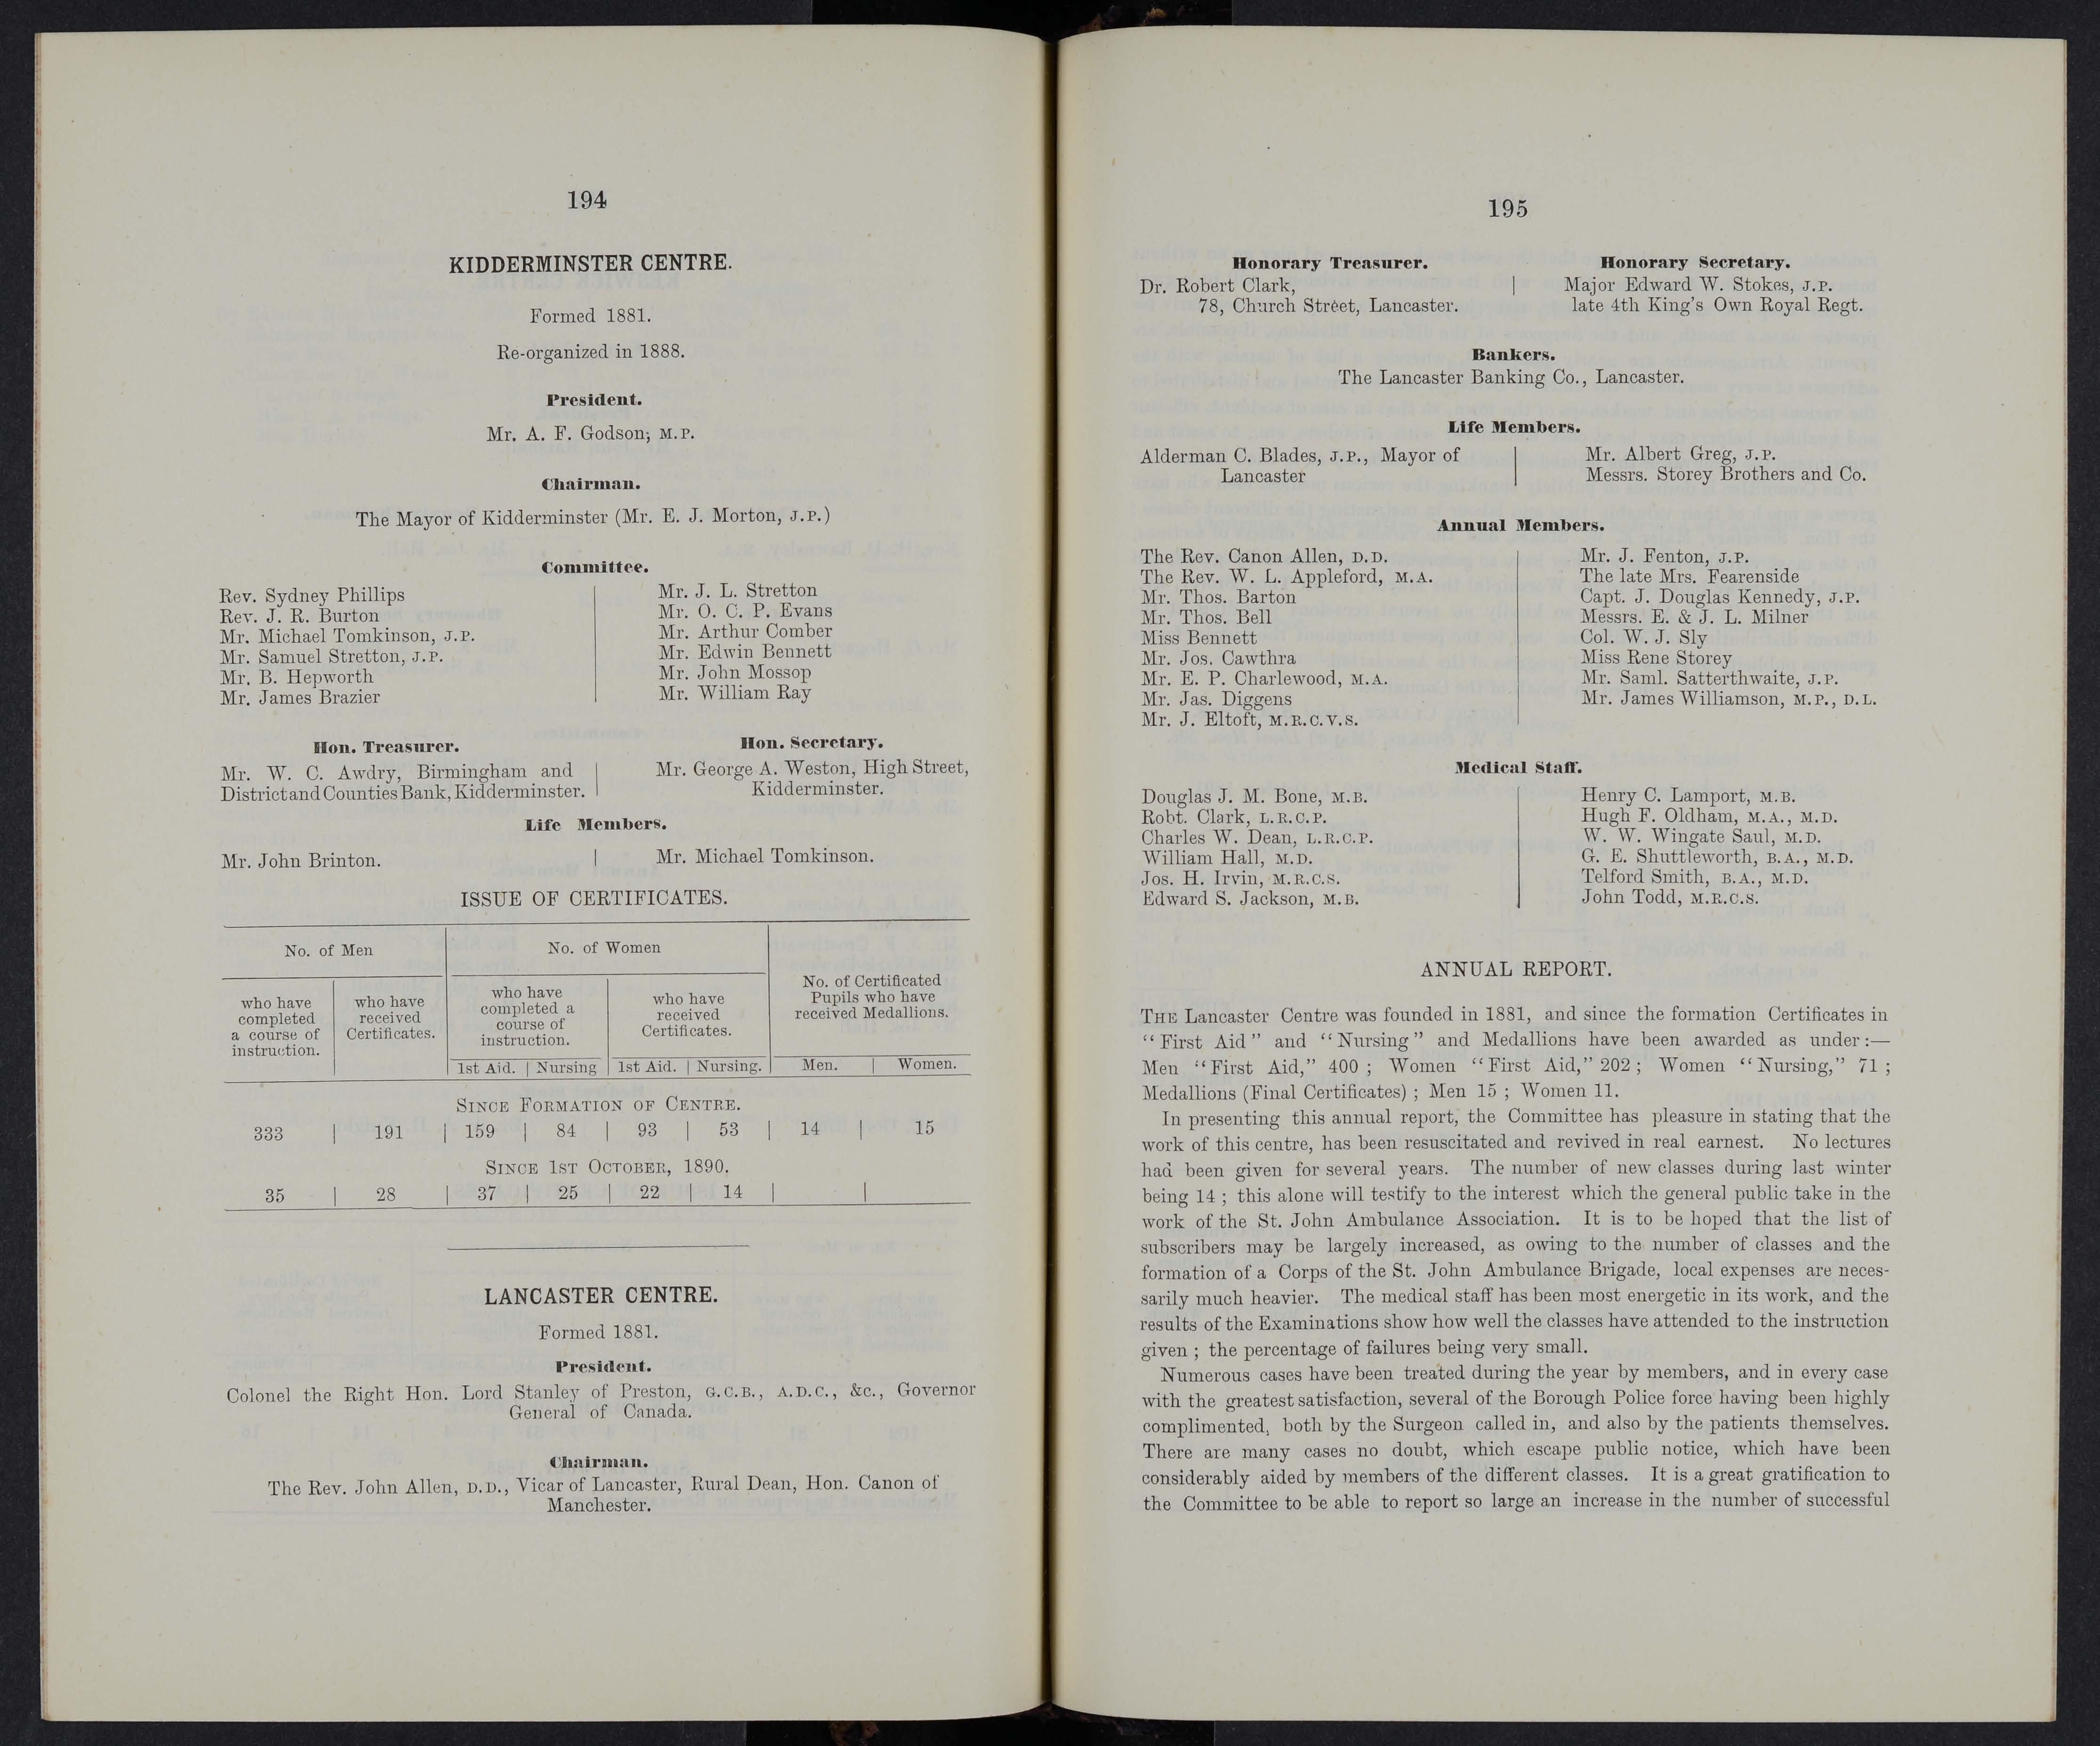 194
KIDDERMINSTER CENTRE.
Formed 1881.
Re-organized in 1888.
President.
Mr. A. F. Godson, M.P.
Chairman.
The Mayor of Kidderminster (Mr. E. J. Morton, J.P.)
Committee.
Rev. Sydney Phillips
Rev. J. R. Burton
Mr. Michael Tomkinson, J.P.
Mr. Samuel Stretton, J.P.
Mr. B. Hepworth
Mr. James Brazier
Mr. J. L. Stretton
Mr. O. C. P. Evans
Mr. Arthur Comber
Mr. Edwin Bennett
Mr. John Mossop
Mr. William Ray
Hon. Treasurer.
Mr. W. C. Awdry, Birmingham and
District and Counties Bank, Kidderminster.
Hon. Secretary.
Mr. George A. Weston, High Street,
Kidderminster.
Life Members.
Mr. John Brinton.
Mr. Michael Tomkinson.
ISSUE OF CERTIFICATES.
No. of Men
No. of Women
No. of Certificated
Pupils who have
received Medallions.
who have
completed
a course of
instruction.
who have
received
Certificates.
who have
completed a
course of
instruction.
who have
received
Certificates.
1st Aid. | Nursing | 1st Aid. | Nursing. | Men. | Women.
SINCE FORMATION OF CENTRE.
333 | 191 | 159 | 84 | 93 | 53 | 14 | 15
SINCE 1ST OCTOBER, 1890.
35 | 28 | 37 | 25 | 22 | 14 | |
LANCASTER CENTRE.
Formed 1881.
President.
Colonel the Right Hon. Lord Stanley of Preston, G.C.B., A.D.C., &c., Governor
General of Canada.
Chairman.
The Rev. John Allen, D.D., Vicar of Lancaster, Rural Dean, Hon. Canon of
Manchester.
195
Honorary Treasurer.
Dr. Robert Clark,
78, Church Street, Lancaster.
Honorary Secretary.
Major Edward W. Stokes, J.P.
late 4th King's Own Royal Regt.
Bankers.
The Lancaster Banking Co., Lancaster.
Life Members.
Alderman C. Blades, J.P., Mayor of
Lancaster
Mr. Albert Greg, J.P.
Messrs. Storey Brothers and Co.
Annual Members.
The Rev. Canon Allen, D.D.
The Rev. W. L. Appleford, M.A.
Mr. Thos. Barton
Mr. Thos. Bell
Miss Bennett
Mr. Jos. Cawthra
Mr. E. P. Charlewood, M.A.
Mr. Jas. Diggens
Mr. J. Eltoft, M.R.C.V.S.
Mr. J. Fenton, J.P.
The late Mrs. Fearenside
Capt. J. Douglas Kennedy, J.P.
Messrs. E. & J. L. Milner
Col. W. J. Sly
Miss Rene Storey
Mr. Saml. Satterthwaite, J.P.
Mr. James Williamson, M.P., D.L.
Medical Staff.
Douglas J. M. Bone, M.B.
Robt. Clark, L.R.C.P.
Charles W. Dean, L.R.C.P.
William Hall, M.D.
Jos. H. Irvin, M.R.C.S.
Edward S. Jackson, M.B.
Henry C. Lamport, M.B.
Hugh F. Oldham, M.A., M.D.
W. W. Wingate Saul, M.D.
G. E. Shuttleworth, B.A., M.D.
Telford Smith, B.A., M.D.
John Todd, M.R.C.S.
ANNUAL REPORT.
THE Lancaster Centre was founded in 1881, and since the formation Certificates in
"First Aid" and "Nursing" and Medallions have been awarded as under:—
Men "First Aid," 400 ; Women "First Aid," 202 ; Women "Nursing," 71 ;
Medallions (Final Certificates) ; Men 15 ; Women 11.
In presenting this annual report, the Committee has pleasure in stating that the
work of this centre, has been resuscitated and revived in real earnest. No lectures
had been given for several years. The number of new classes during last winter
being 14 ; this alone will testify to the interest which the general public take in the
work of the St. John Ambulance Association. It is to be hoped that the list of
subscribers may be largely increased, as owing to the number of classes and the
formation of a Corps of the St. John Ambulance Brigade, local expenses are neces-
sarily much heavier. The medical staff has been most energetic in its work, and the
results of the Examinations show how well the classes have attended to the instruction
given ; the percentage of failures being very small.
Numerous cases have been treated during the year by members, and in every case
with the greatest satisfaction, several of the Borough Police force having been highly
complimented, both by the Surgeon called in, and also by the patients themselves.
There are many cases no doubt, which escape public notice, which have been
considerably aided by members of the different classes. It is a great gratification to
the Committee to be able to report so large an increase in the number of successful